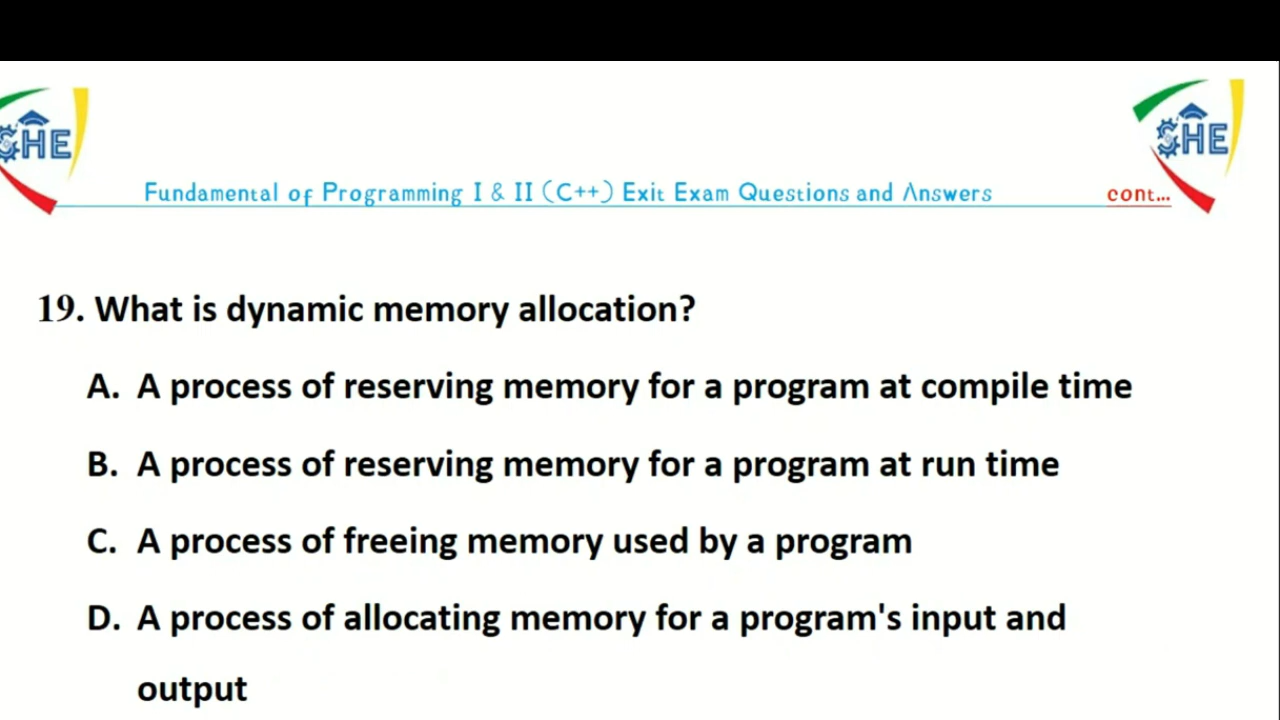 SHE
SHE
Fundamental of Programming I & II (C++) Exit Exam Questions and Answers cont...
19. What is dynamic memory allocation?
A. A process of reserving memory for a program at compile time
B. A process of reserving memory for a program at run time
C. A process of freeing memory used by a program
D. A process of allocating memory for a program's input and
output